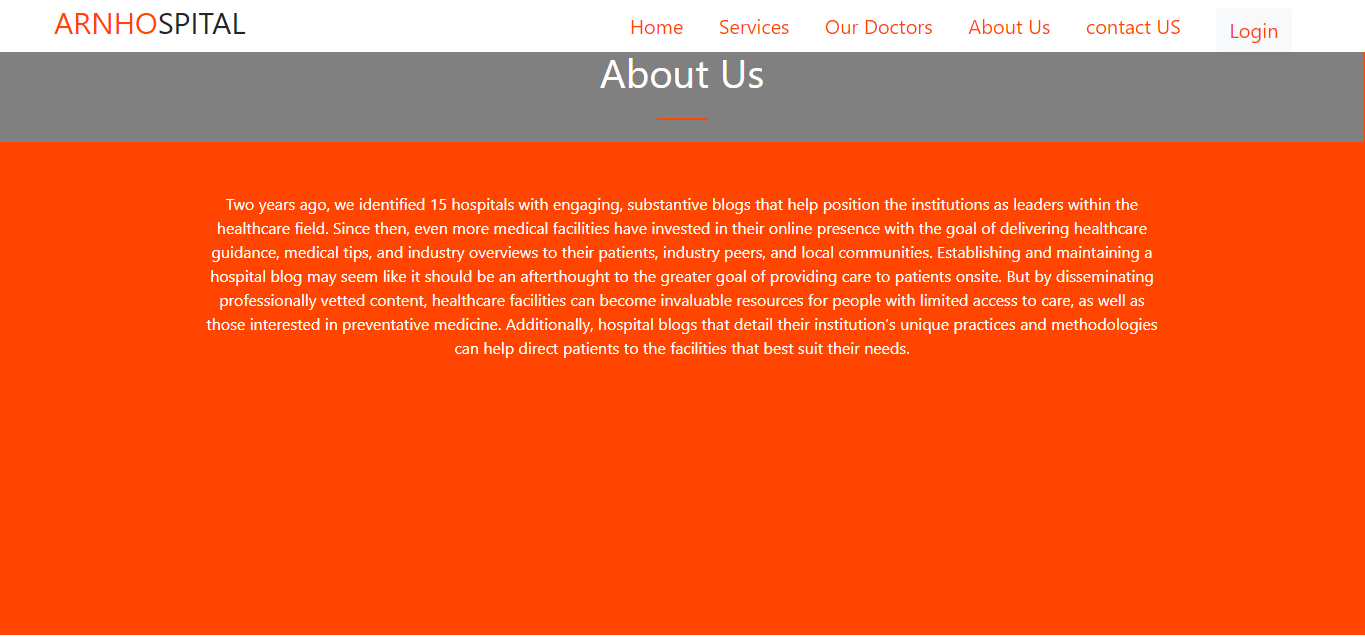 ARNHOSPITAL Home Services Our Doctors About Us contact US Login
About Us
Two years ago, we identified 15 hospitals with engaging, substantive blogs that help position the institutions as leaders within the
healthcare field. Since then, even more medical facilities have invested in their online presence with the goal of delivering healthcare
guidance, medical tips, and industry overviews to their patients, industry peers, and local communities. Establishing and maintaining a
hospital blog may seem like it should be an afterthought to the greater goal of providing care to patients onsite. But by disseminating
professionally vetted content, healthcare facilities can become invaluable resources for people with limited access to care, as well as
those interested in preventative medicine. Additionally, hospital blogs that detail their institution’s unique practices and methodologies
can help direct patients to the facilities that best suit their needs.